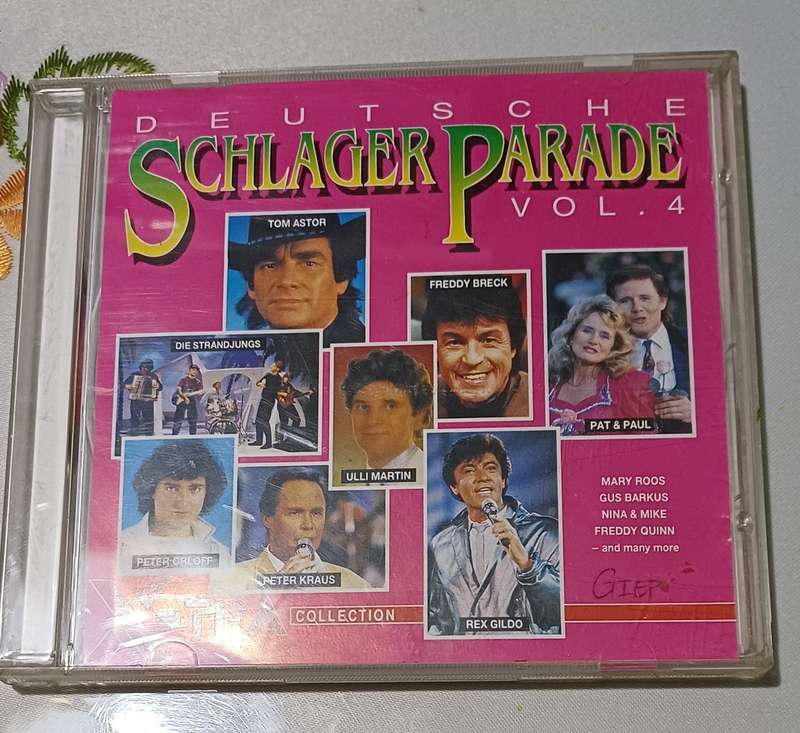 DEUTSCHE
SCHLAGER PARADE
VOL. 4
TOM ASTOR
FREDDY BRECK
DIE STRANDJUNGS
PAT & PAUL
ULLI MARTIN
MARY ROOS
GUS BARKUS
NINA & MIKE
FREDDY QUINN
– and many more
PETER ORLOFF
PETER KRAUS
REX GILDO
COLLECTION